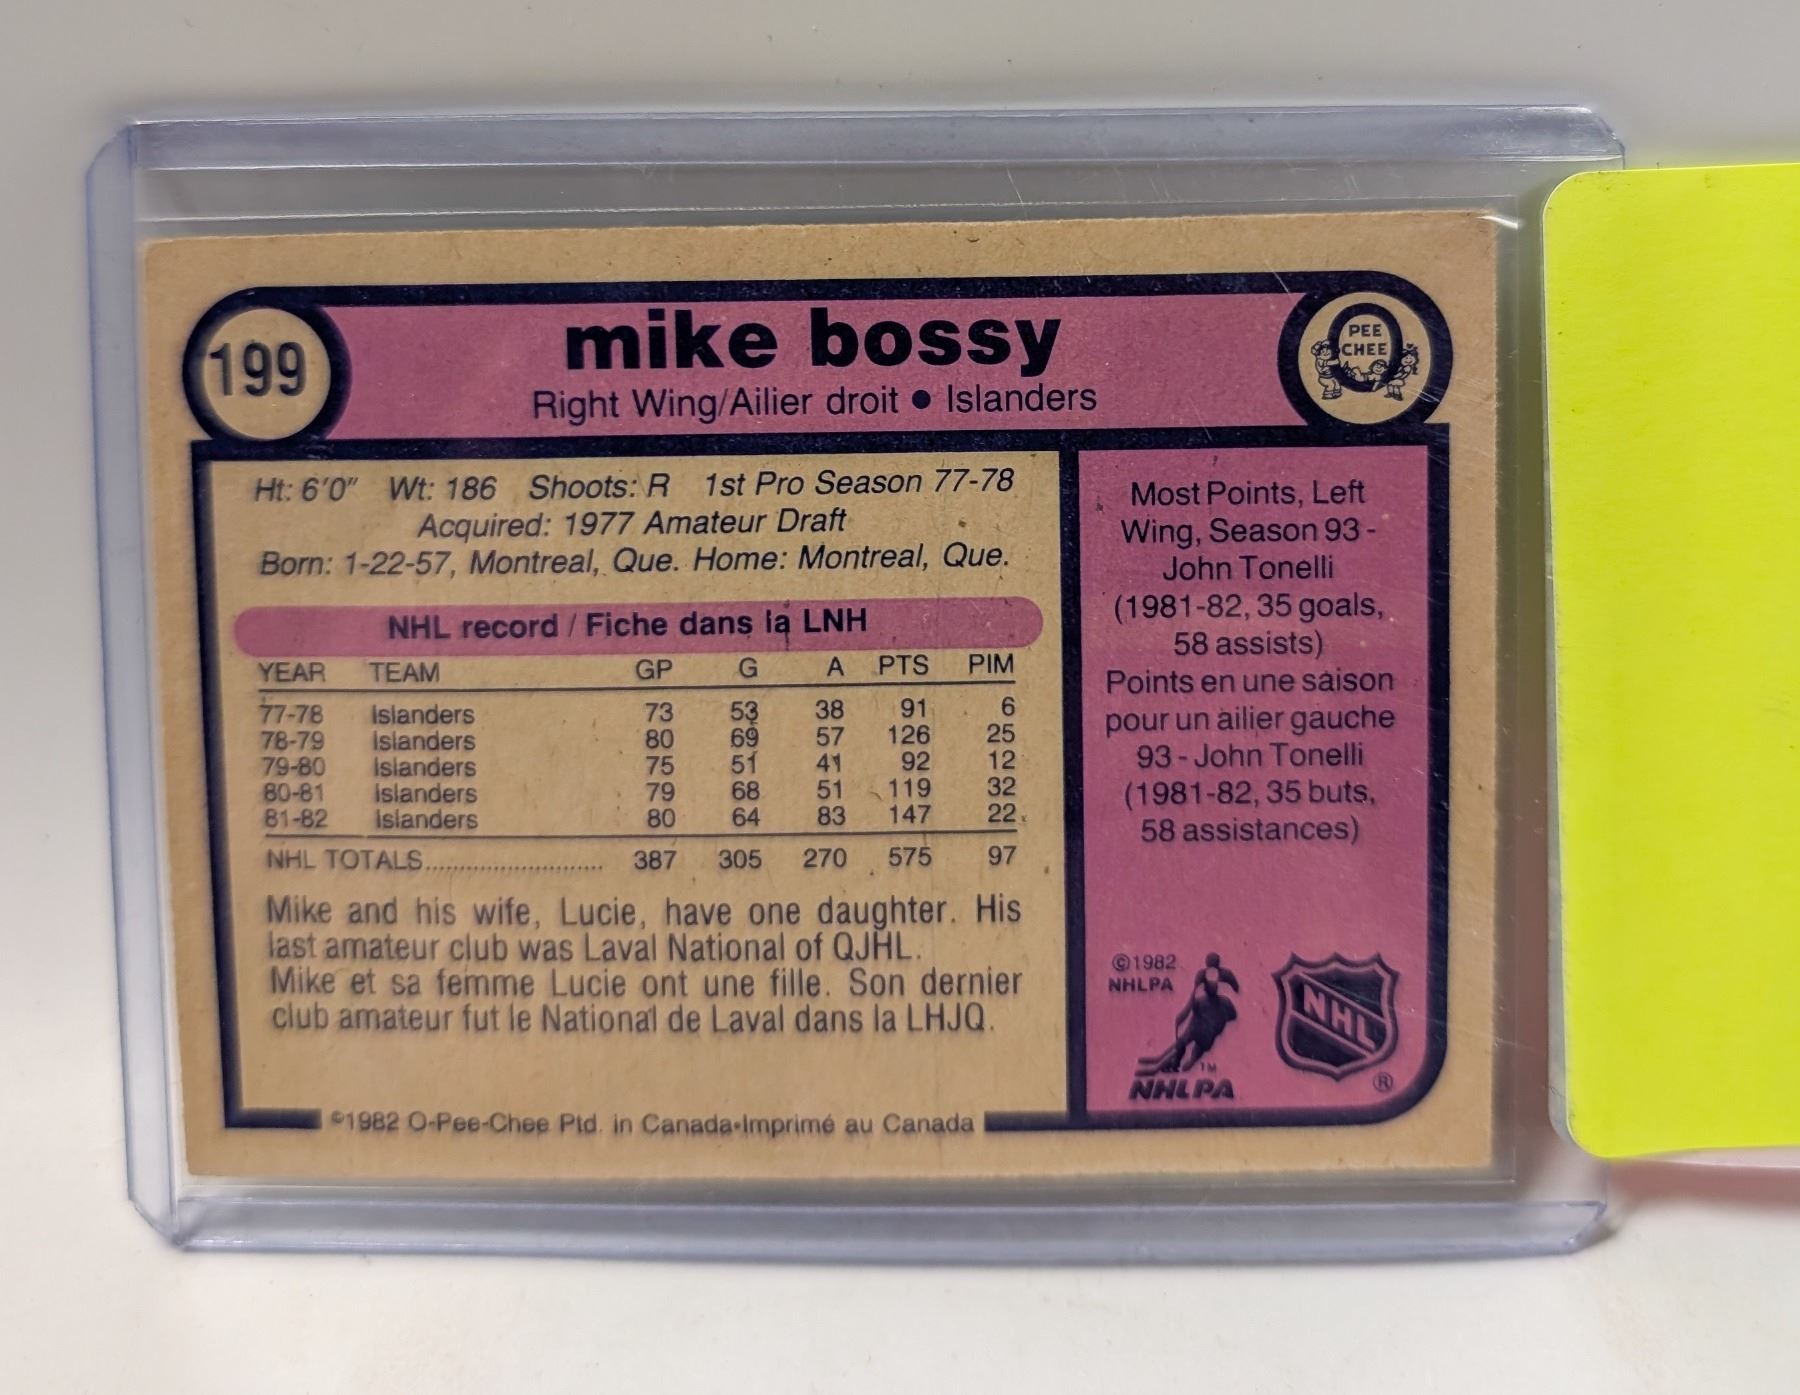 199
mike bossy
Right Wing/Ailier droit • Islanders
PEE
CHEE
Ht: 6'0" Wt: 186 Shoots: R 1st Pro Season 77-78
Acquired: 1977 Amateur Draft
Born: 1-22-57, Montreal, Que. Home: Montreal, Que.
NHL record / Fiche dans la LNH
YEAR TEAM GP G A PTS PIM
77-78 Islanders 73 53 38 91 6
78-79 Islanders 80 69 57 126 25
79-80 Islanders 75 51 41 92 12
80-81 Islanders 79 68 51 119 32
81-82 Islanders 80 64 83 147 22
NHL TOTALS.......................... 387 305 270 575 97
Mike and his wife, Lucie, have one daughter. His
last amateur club was Laval National of QJHL.
Mike et sa femme Lucie ont une fille. Son dernier
club amateur fut le National de Laval dans la LHJQ.
©1982 O-Pee-Chee Ptd. in Canada•Imprimé au Canada
Most Points, Left
Wing, Season 93 -
John Tonelli
(1981-82, 35 goals,
58 assists)
Points en une saison
pour un ailier gauche
93 - John Tonelli
(1981-82, 35 buts,
58 assistances)
©1982
NHLPA
TM
NHLPA
NHL
®